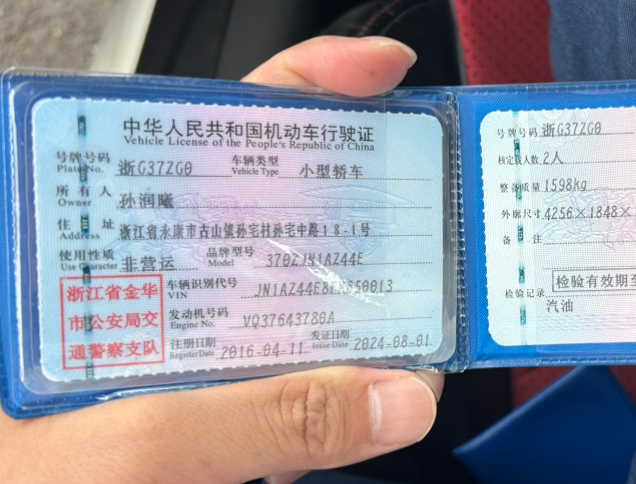 中华人民共和国机动车行驶证
Vehicle License of the People's Republic of China
号牌号码 浙G37ZG0 车辆类型 小型轿车
Plate No. Vehicle Type
所有人 孙润曦
Owner
住址 浙江省永康市古山镇孙宅村孙宅中路18-1号
Address
使用性质 非营运 品牌型号 370ZJN1AZ44E
Use Character Model
浙江省金华
市公安局交
通警察支队
车辆识别代号
VIN
发动机号码 VQ37643780A
Engine No.
注册日期 2016-04-11 发证日期 2024-08-01
Register Date Issue Date
号牌号码 浙G37ZG0
核定载人数 2人
整备质量 1598kg
外廓尺寸 4256×1848×
备注
检验有效期至
检验记录
汽油